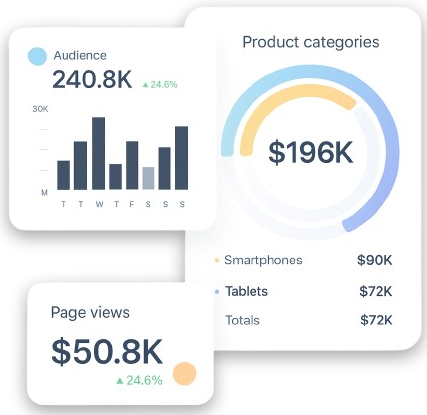 Audience
240.8K ▲24.6%
30K
M
T T W T F S S S
Product categories
$196K
Smartphones $90K
Tablets $72K
Totals $72K
Page views
$50.8K
▲24.6%